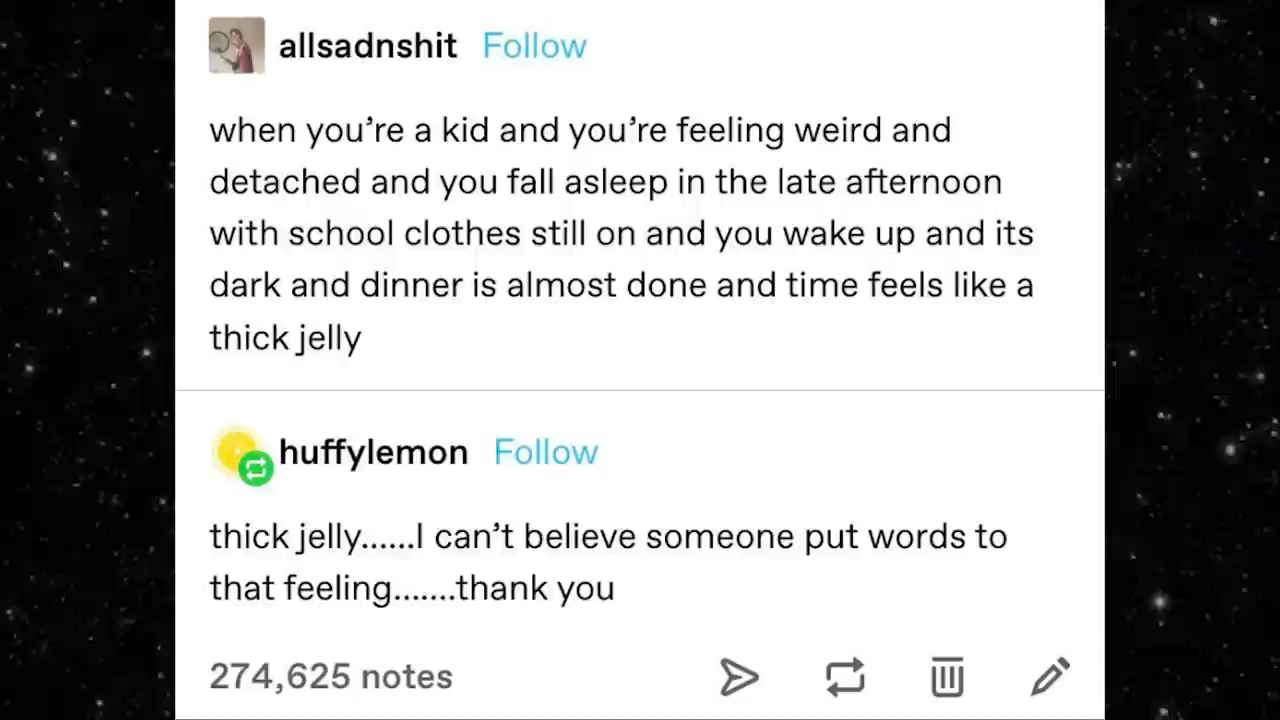 allsadnshit Follow
when you're a kid and you're feeling weird and
detached and you fall asleep in the late afternoon
with school clothes still on and you wake up and its
dark and dinner is almost done and time feels like a
thick jelly
huffylemon Follow
thick jelly......I can't believe someone put words to
that feeling.......thank you
274,625 notes